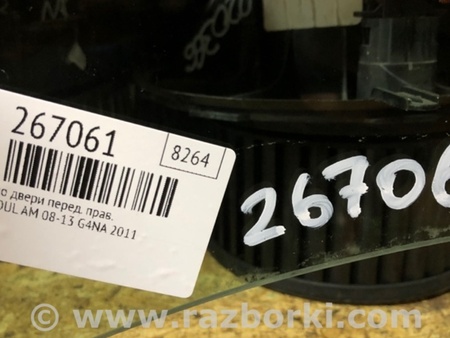 267061
8264
о двери перед. прав.
OUL AM 08-13 G4NA 2011
26706
www.razborki.com